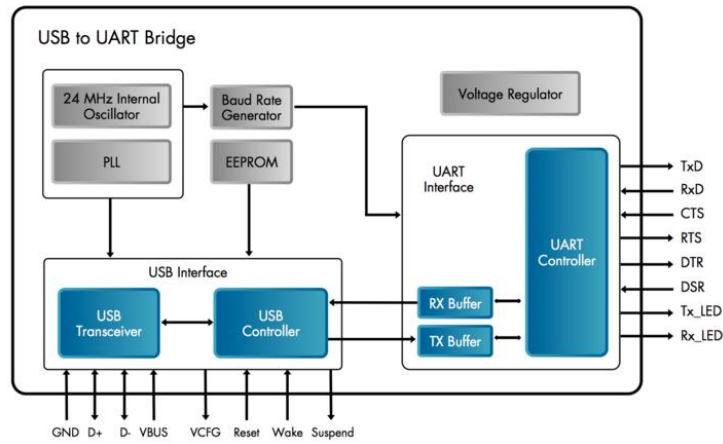 USB to UART Bridge
24 MHz Internal
Oscillator
Baud Rate
Generator
Voltage Regulator
PLL
EEPROM
UART
Interface
UART
Controller
TxD
RxD
CTS
RTS
DTR
DSR
Tx_LED
Rx_LED
USB Interface
USB
Transceiver
USB
Controller
RX Buffer
TX Buffer
GND D+ D- VBUS VCFG Reset Wake Suspend